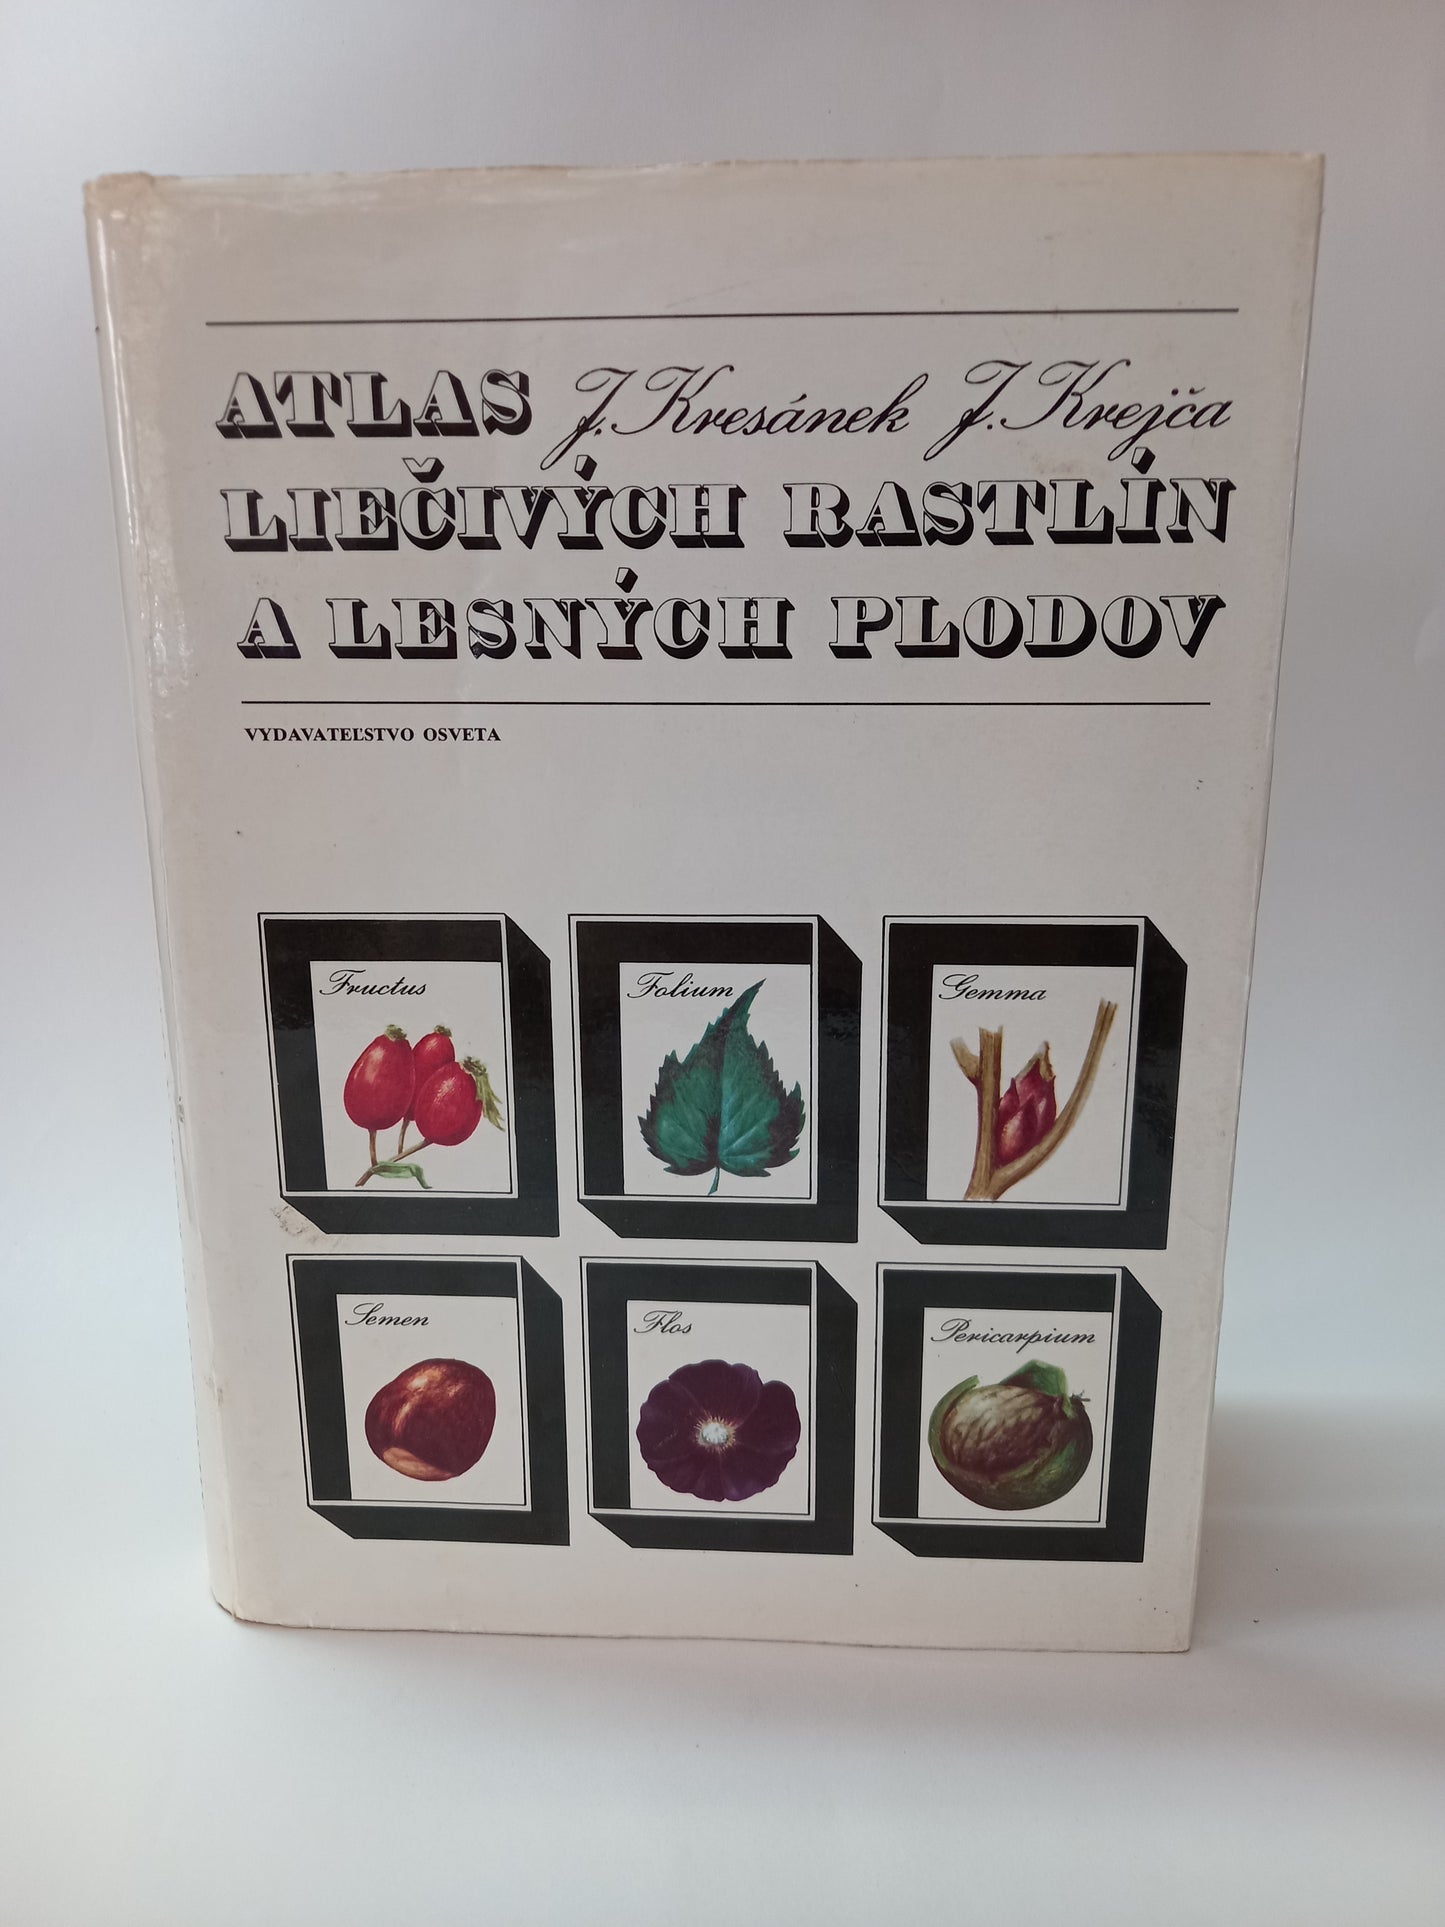 ATLAS J. Kresánek J. Krejča
LIEČIVÝCH RASTLÍN
A LESNÝCH PLODOV
VYDAVATEĽSTVO OSVETA
Fructus
Folium
Gemma
Semen
Flos
Pericarpium